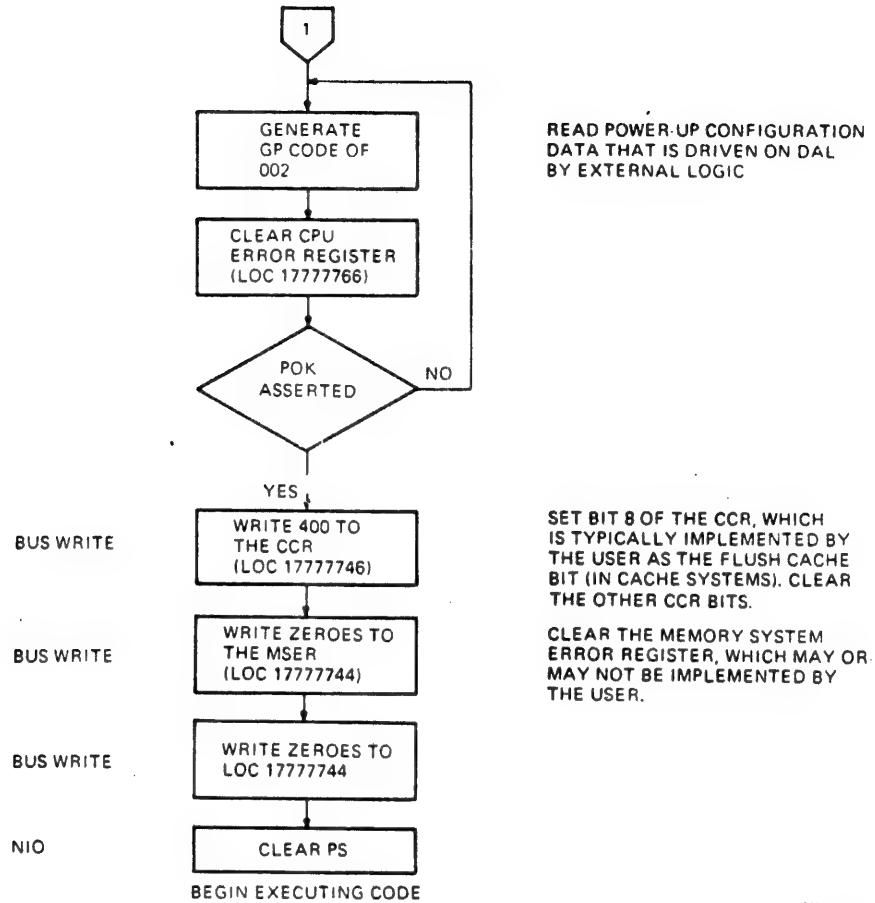 1
GENERATE
GP CODE OF
002
READ POWER-UP CONFIGURATION
DATA THAT IS DRIVEN ON DAL
BY EXTERNAL LOGIC
CLEAR CPU
ERROR REGISTER
(LOC 17777766)
POK
ASSERTED
NO
YES
BUS WRITE
WRITE 400 TO
THE CCR
(LOC 17777746)
SET BIT 8 OF THE CCR, WHICH
IS TYPICALLY IMPLEMENTED BY
THE USER AS THE FLUSH CACHE
BIT (IN CACHE SYSTEMS). CLEAR
THE OTHER CCR BITS.
BUS WRITE
WRITE ZEROES TO
THE MSER
(LOC 17777744)
CLEAR THE MEMORY SYSTEM
ERROR REGISTER, WHICH MAY OR
MAY NOT BE IMPLEMENTED BY
THE USER.
BUS WRITE
WRITE ZEROES TO
LOC 17777744
NIO
CLEAR PS
BEGIN EXECUTING CODE